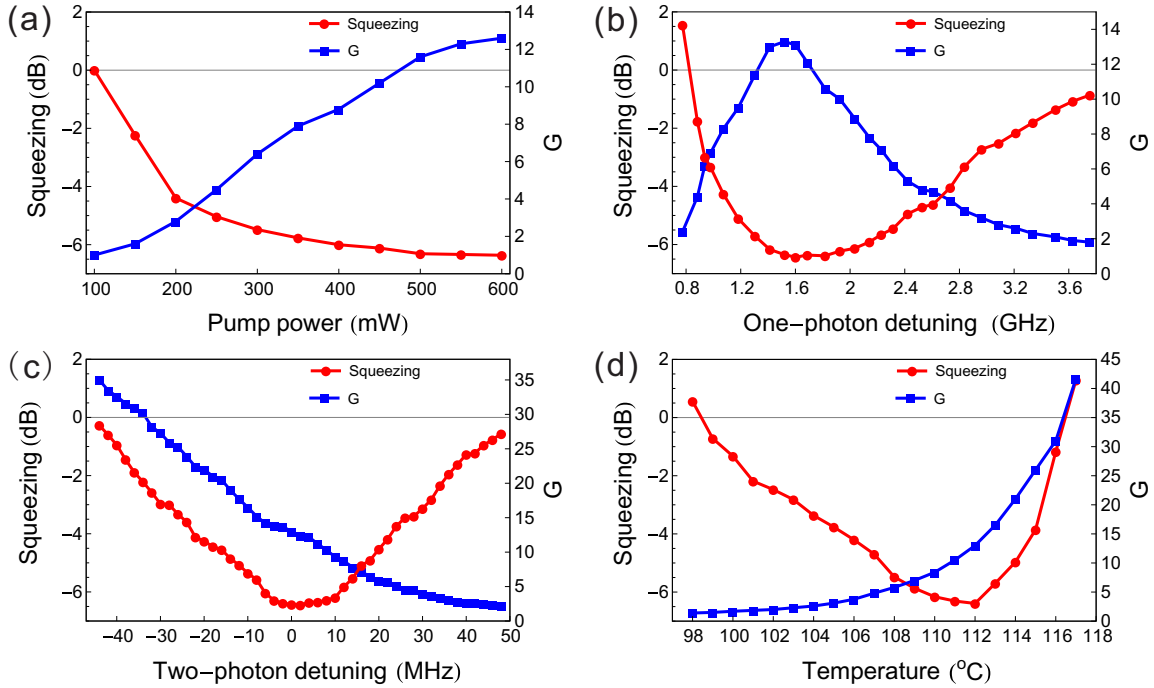 (a)
2
0
−2
−4
−6
Squeezing (dB)
Squeezing
G
14
12
10
8
6
4
2
0
G
100 200 300 400 500 600
Pump power (mW)
(b)
2
0
−2
−4
−6
Squeezing (dB)
Squeezing
G
14
12
10
8
6
4
2
0
G
0.8 1.2 1.6 2 2.4 2.8 3.2 3.6
One−photon detuning (GHz)
(c)
2
0
−2
−4
−6
Squeezing (dB)
Squeezing
G
35
30
25
20
15
10
5
0
G
−40 −30 −20 −10 0 10 20 30 40 50
Two−photon detuning (MHz)
(d)
2
0
−2
−4
−6
Squeezing (dB)
Squeezing
G
45
40
35
30
25
20
15
10
5
0
G
98 100 102 104 106 108 110 112 114 116 118
Temperature (°C)